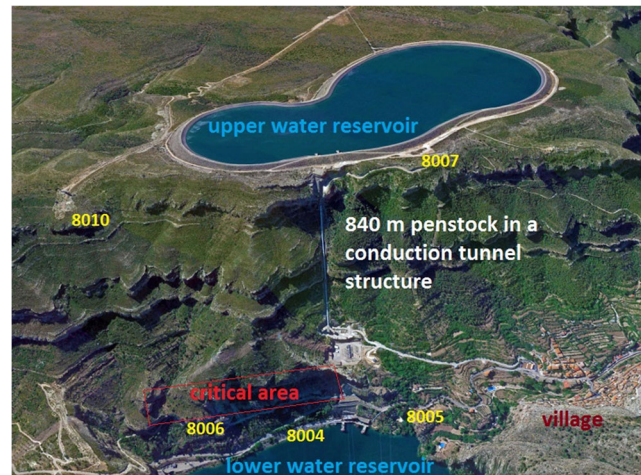 upper water reservoir
8007
8010
840 m penstock in a
conduction tunnel
structure
critical area
8006
8004
8005
village
lower water reservoir